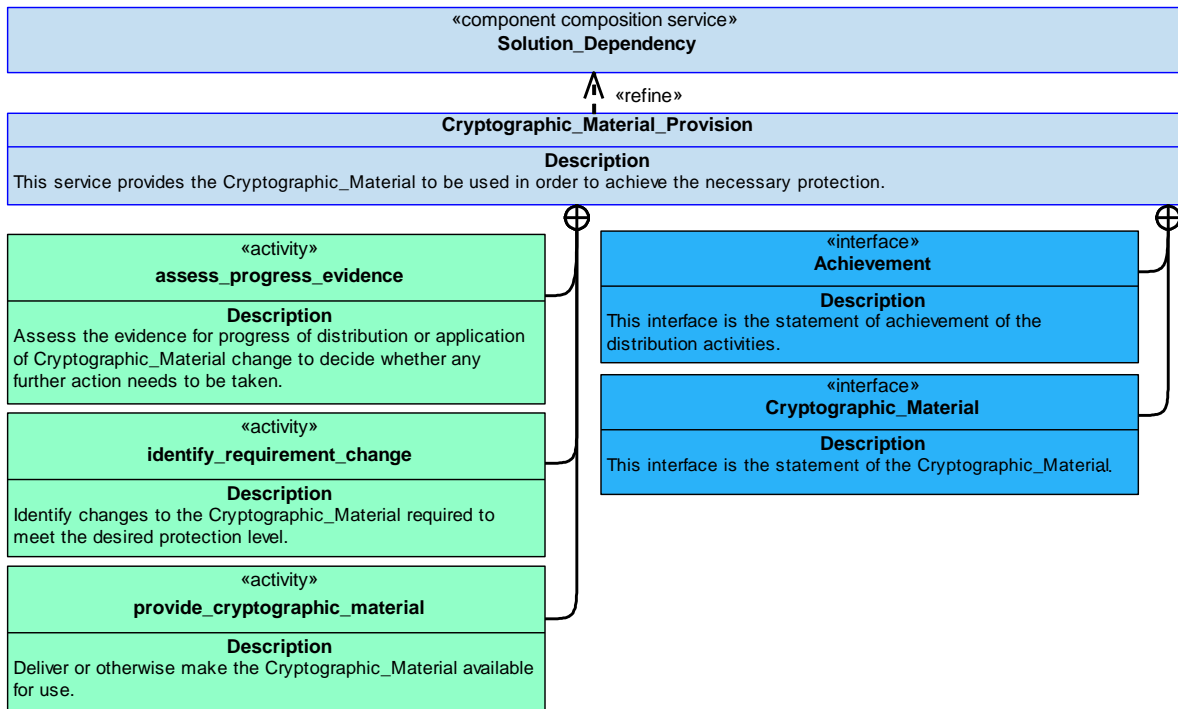 «component composition service»
Solution_Dependency
«refine»
Cryptographic_Material_Provision
Description
This service provides the Cryptographic_Material to be used in order to achieve the necessary protection.
«activity»
assess_progress_evidence
Description
Assess the evidence for progress of distribution or application
of Cryptographic_Material change to decide whether any
further action needs to be taken.
«activity»
identify_requirement_change
Description
Identify changes to the Cryptographic_Material required to
meet the desired protection level.
«activity»
provide_cryptographic_material
Description
Deliver or otherwise make the Cryptographic_Material available
for use.
«interface»
Achievement
Description
This interface is the statement of achievement of the
distribution activities.
«interface»
Cryptographic_Material
Description
This interface is the statement of the Cryptographic_Material.